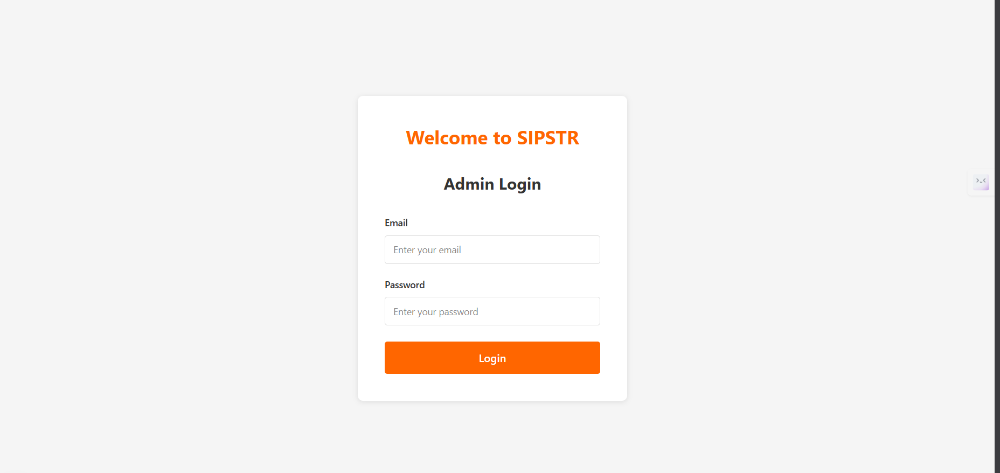 Welcome to SIPSTR
Admin Login
Email
Enter your email
Password
Enter your password
Login